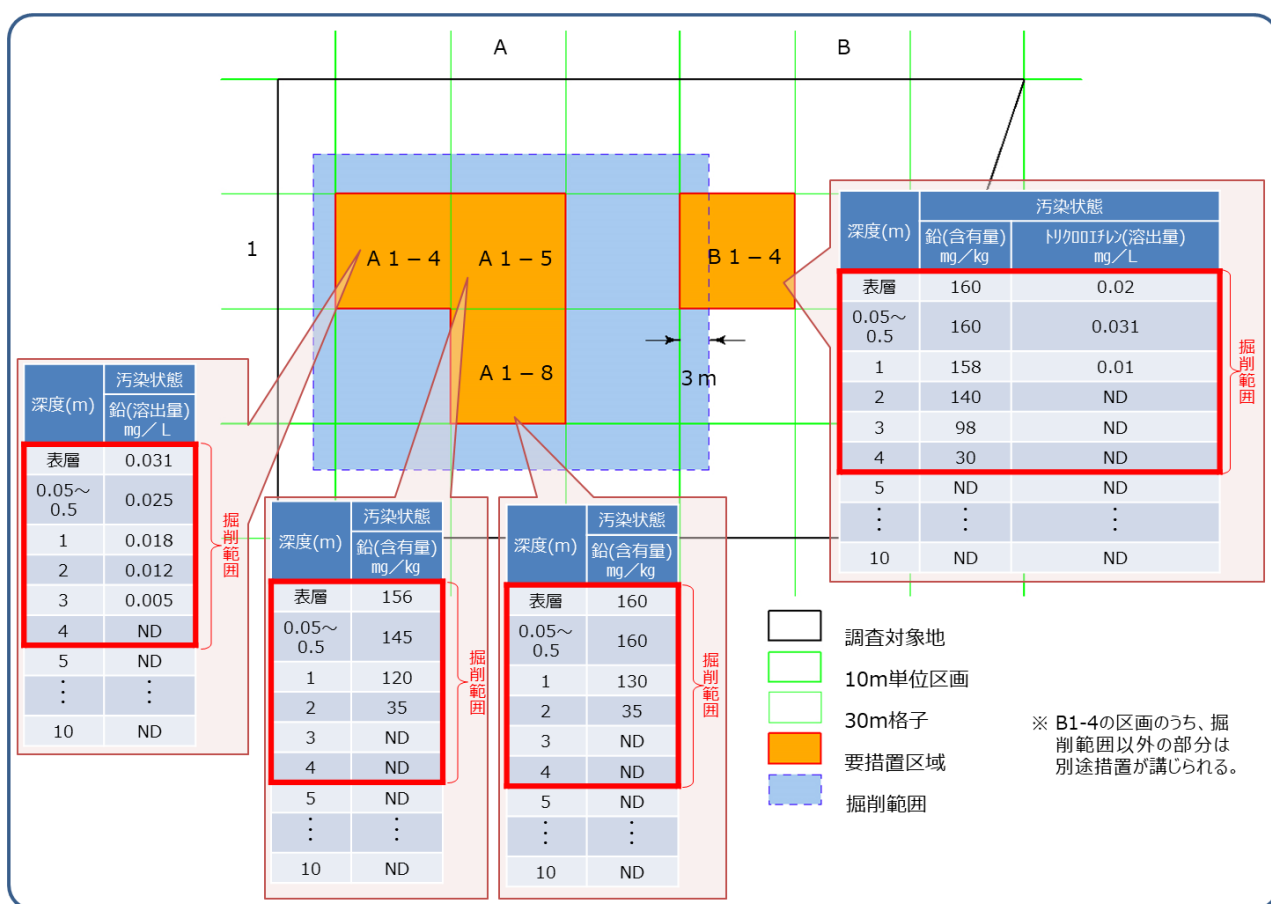 A
B
1
A１－４
A１－５
B１－４
A１－８
３ｍ
深度(m)
汚染状態
鉛(含有量)
mg／kg
ﾄﾘｸﾛﾛｴﾁﾚﾝ(溶出量)
mg／L
表層 160 0.02
0.05～
0.5 160 0.031
1 158 0.01
2 140 ND
3 98 ND
4 30 ND
5 ND ND
： ： ：
10 ND ND
掘削範囲
深度(m)
汚染状態
鉛(溶出量)
mg／L
表層 0.031
0.05～
0.5 0.025
1 0.018
2 0.012
3 0.005
4 ND
5 ND
： ：
10 ND
掘削範囲
深度(m)
汚染状態
鉛(含有量)
mg／kg
表層 156
0.05～
0.5 145
1 120
2 35
3 ND
4 ND
5 ND
： ：
10 ND
掘削範囲
深度(m)
汚染状態
鉛(含有量)
mg／kg
表層 160
0.05～
0.5 160
1 130
2 35
3 ND
4 ND
5 ND
： ：
10 ND
掘削範囲
調査対象地
10m単位区画
30m格子
要措置区域
掘削範囲
※ B1-4の区画のうち、掘
削範囲以外の部分は
別途措置が講じられる。